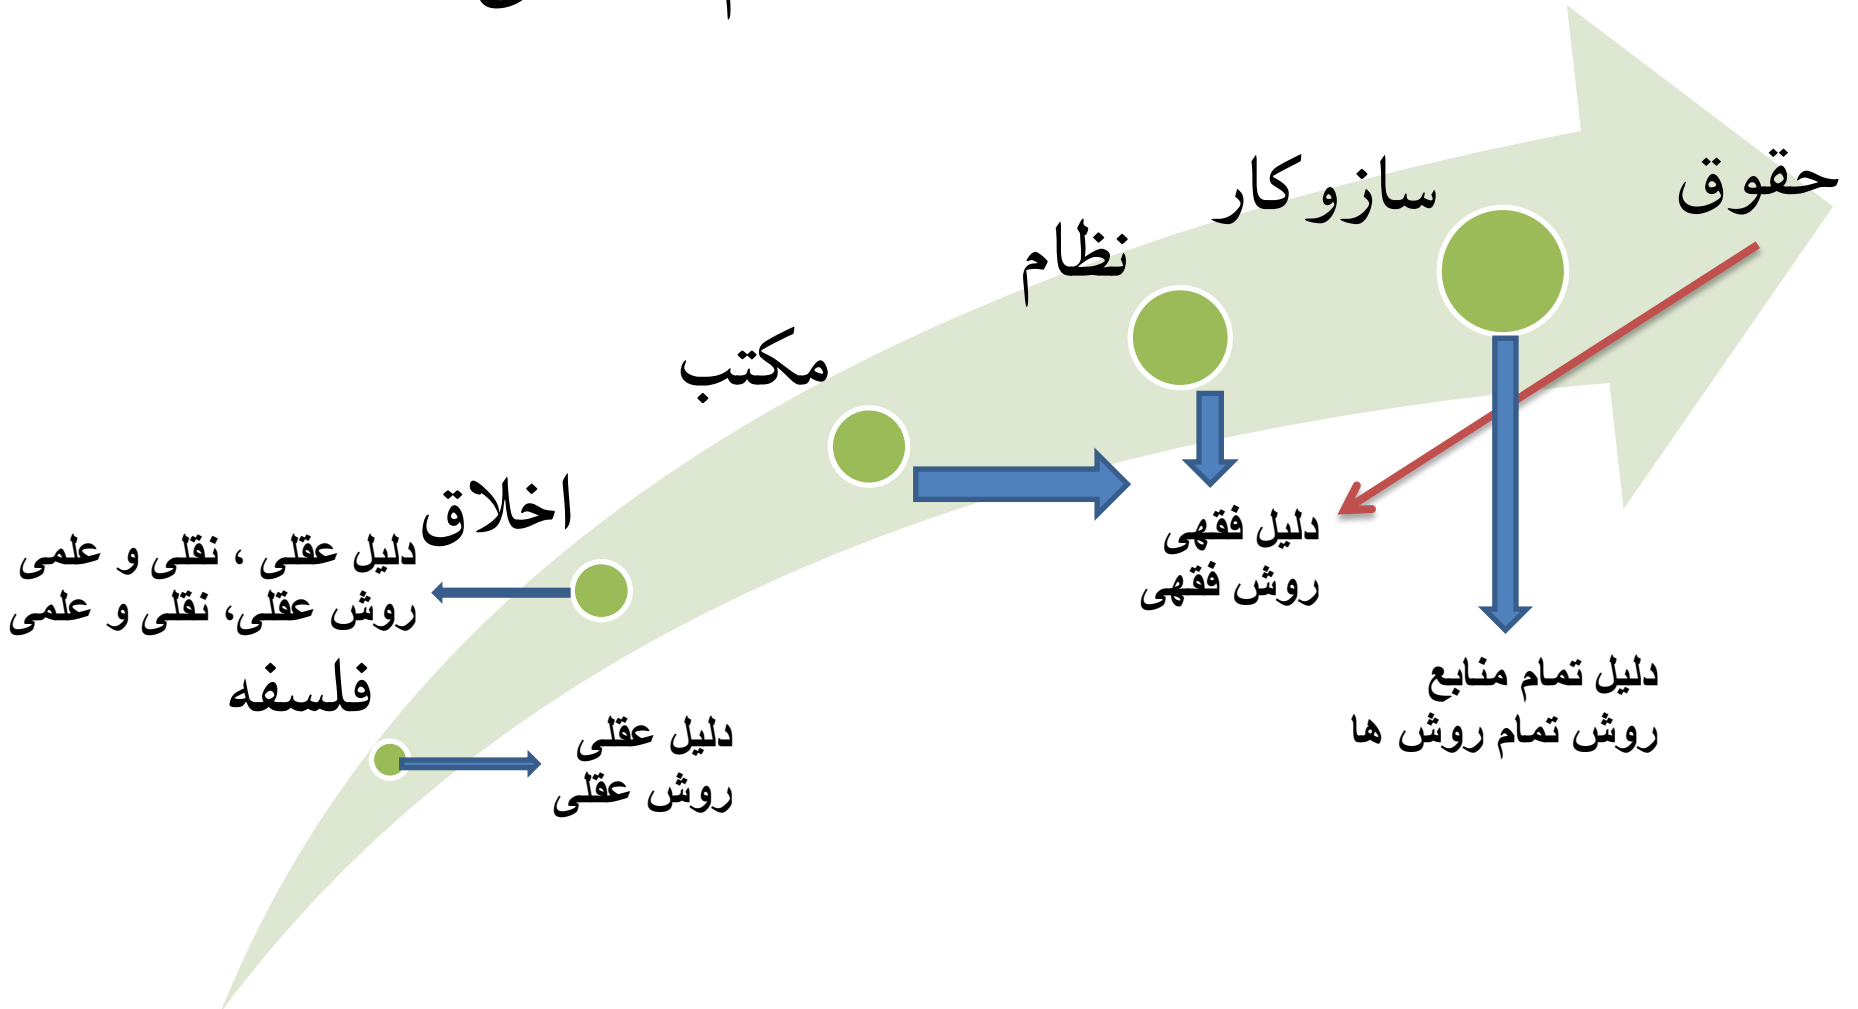 حقوق
سازوکار
نظام
مکتب
اخلاق
دلیل عقلی ، نقلی و علمی
روش عقلی، نقلی و علمی
فلسفه
دلیل عقلی
روش عقلی
دلیل فقهی
روش فقهی
دلیل تمام منابع
روش تمام روش ها